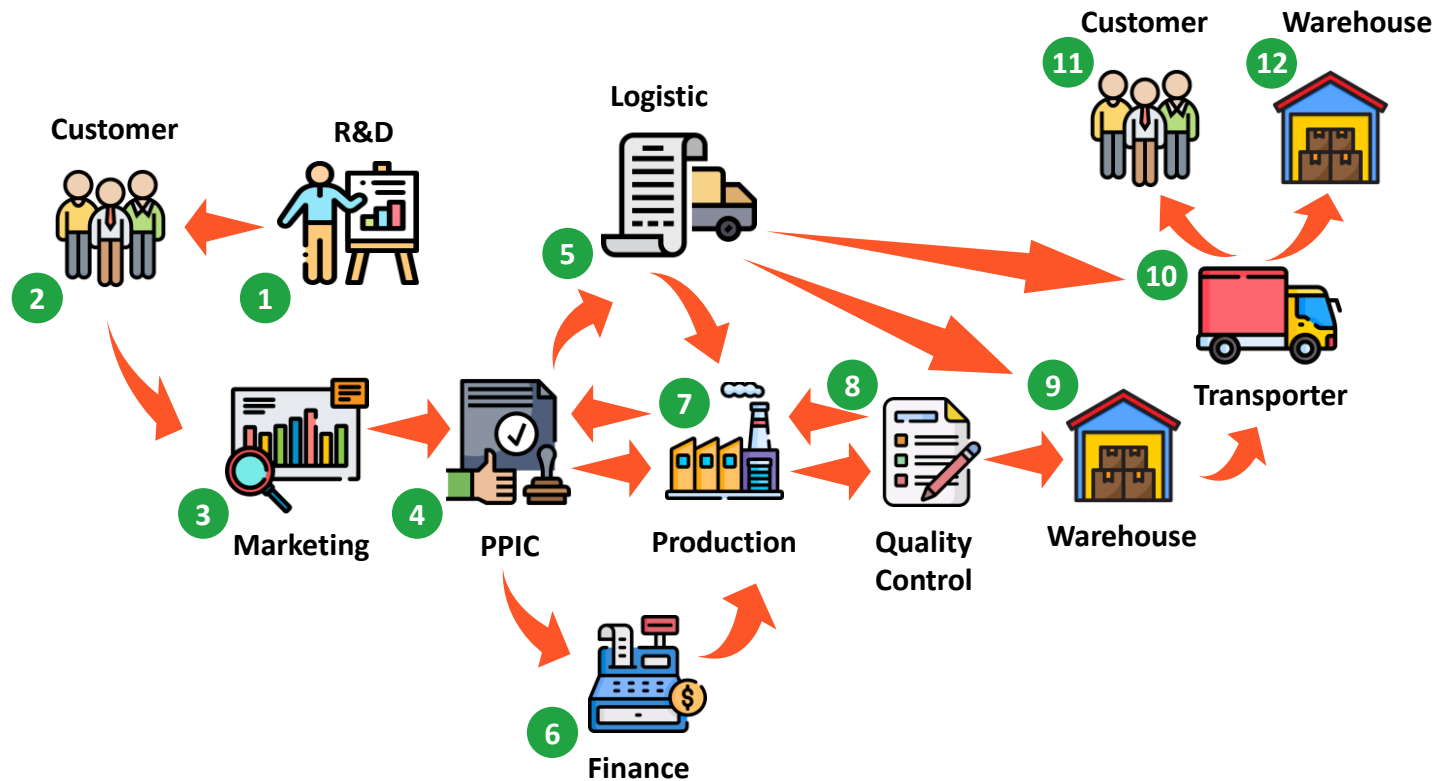 Customer
Warehouse
11
12
Logistic
Customer
R&D
5
10
2
1
Transporter
7
8
9
3
4
Marketing
PPIC
Production
Quality
Control
Warehouse
$
6
Finance